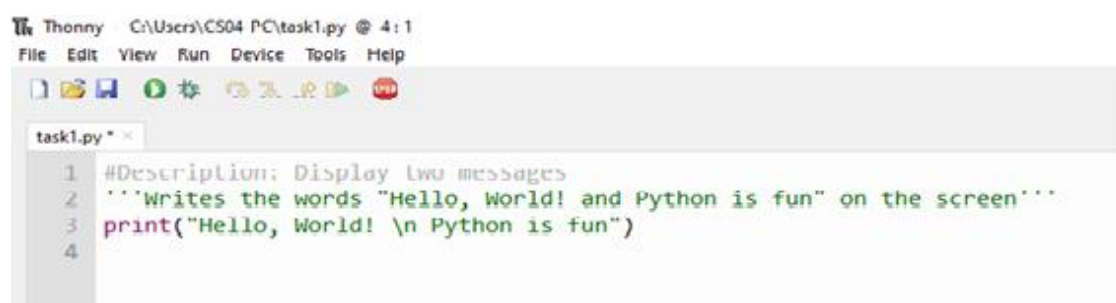 Thonny C:\Users\CS04 PC\task1.py @ 4:1
File Edit View Run Device Tools Help
task1.py *
1 #Description: Display two messages
2 '''Writes the words "Hello, World! and Python is fun" on the screen'''
3 print("Hello, World! \n Python is fun")
4